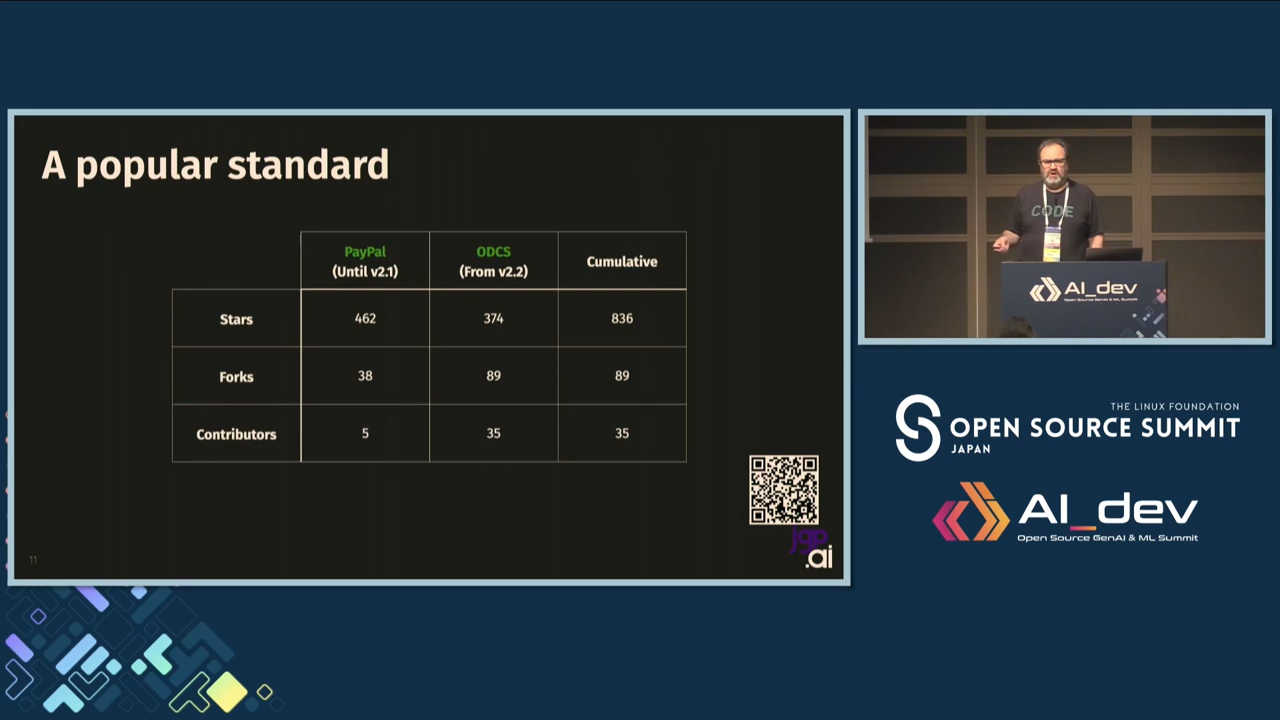 A popular standard
PayPal
(Until v2.1)
ODCS
(From v2.2)
Cumulative
Stars
462
374
836
Forks
38
89
89
Contributors
5
35
35
11
jgp
.ai
CODE
AI_dev
Open Source GenAI & ML Summit
THE LINUX FOUNDATION
OPEN SOURCE SUMMIT
JAPAN
AI_dev
Open Source GenAI & ML Summit